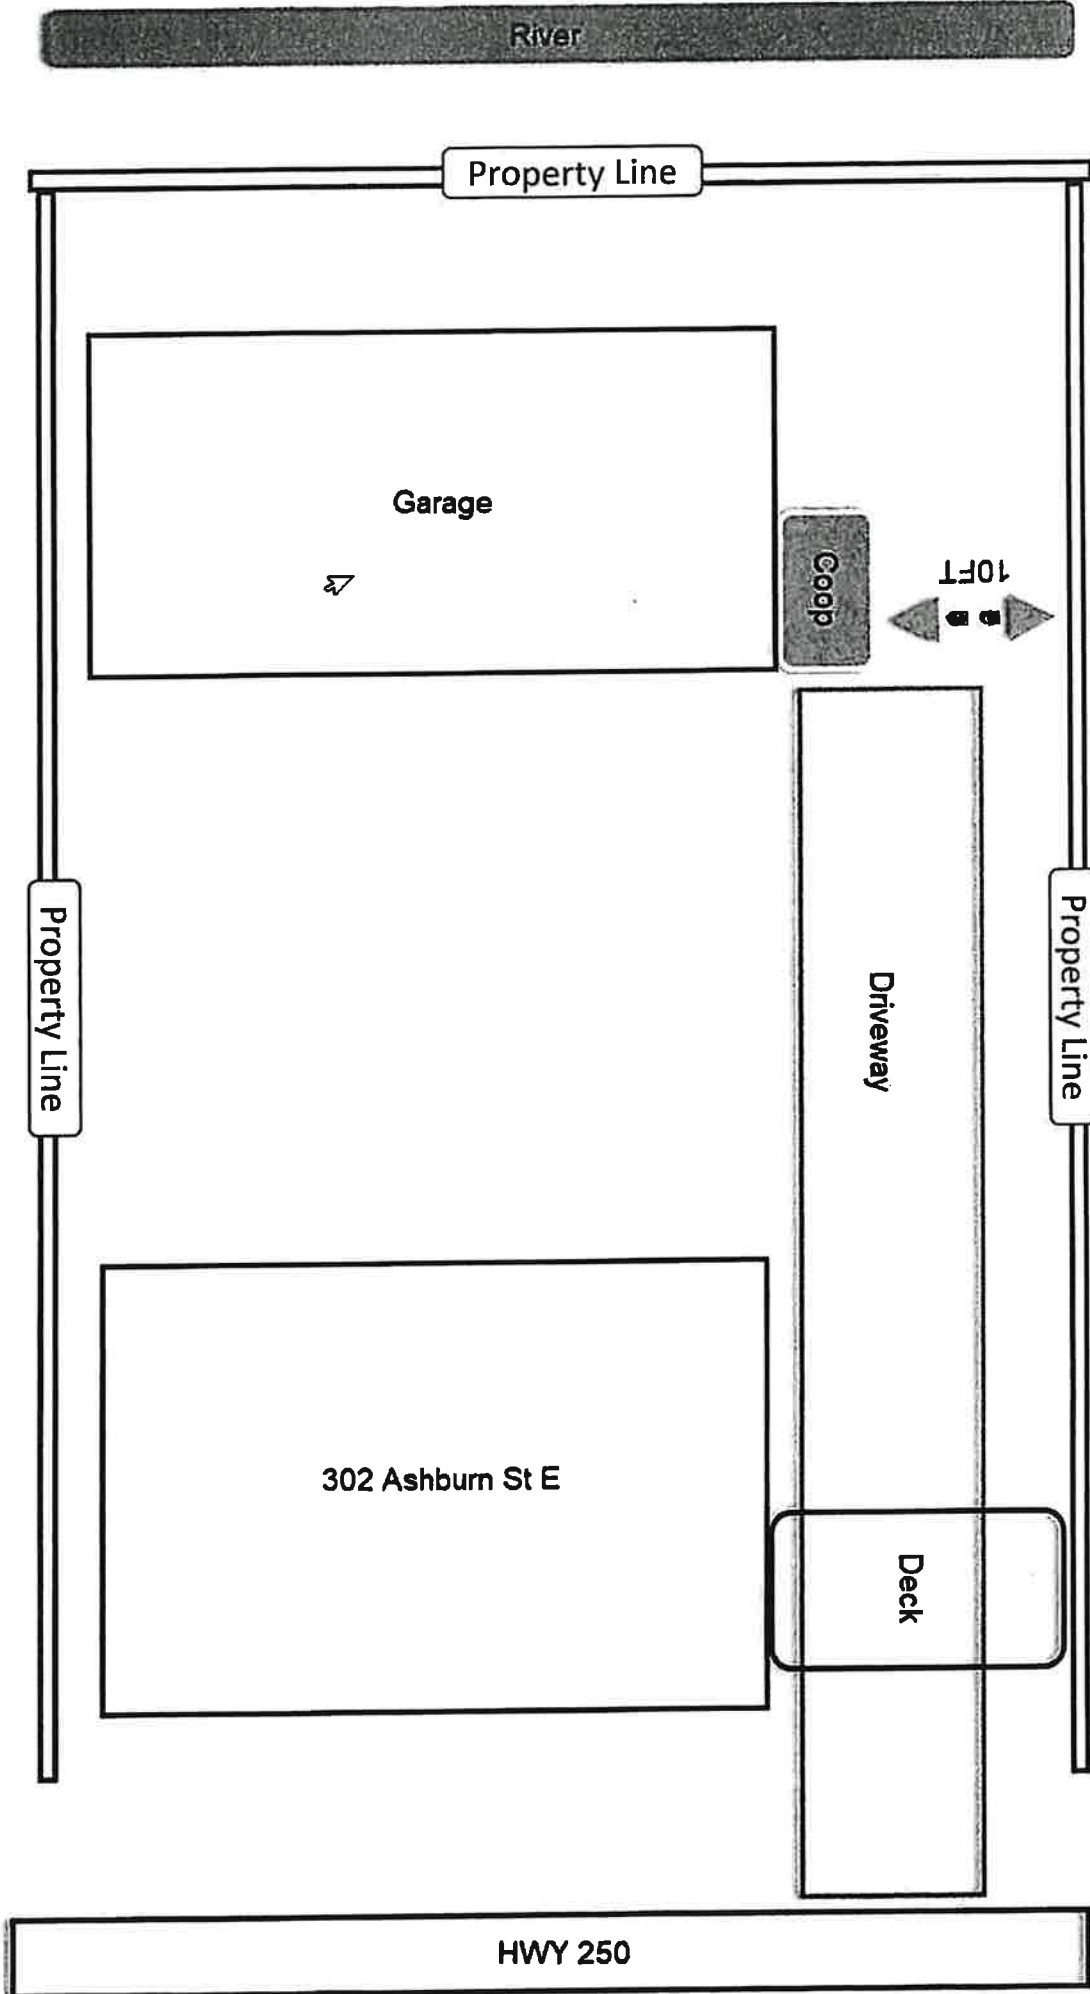 River
Property Line
Garage
Coop
10FT
Property Line
Property Line
Driveway
302 Ashburn St E
Deck
HWY 250